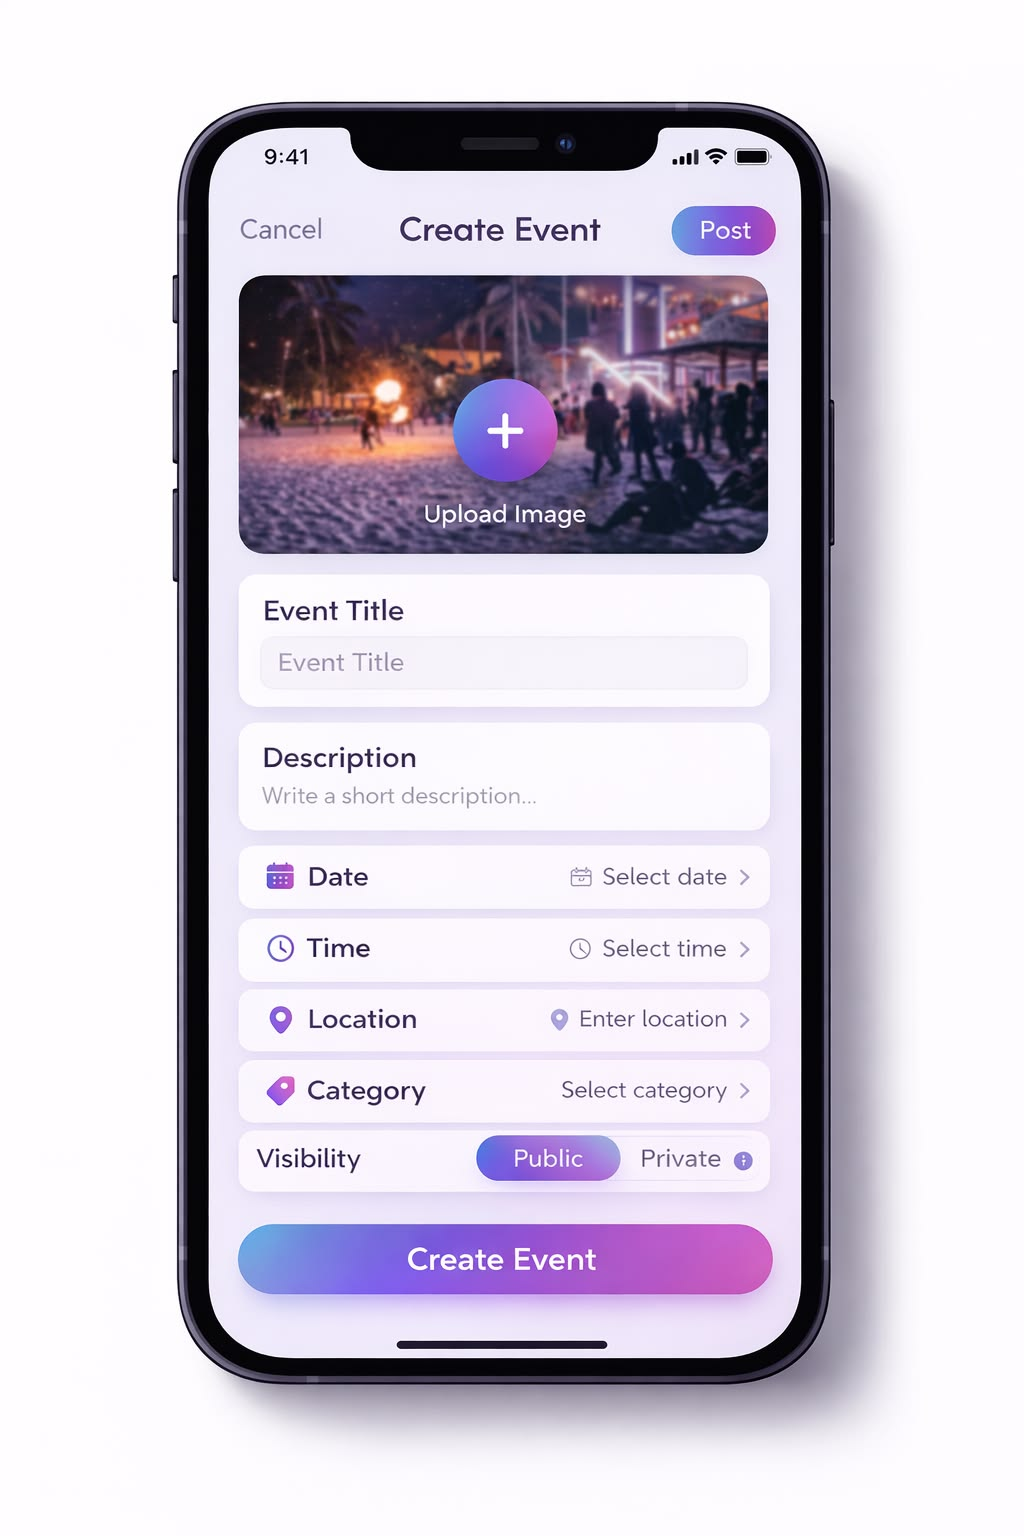 9:41
Cancel Create Event Post
Upload Image
Event Title
Event Title
Description
Write a short description...
Date Select date
Time Select time
Location Enter location
Category Select category
Visibility Public Private
Create Event